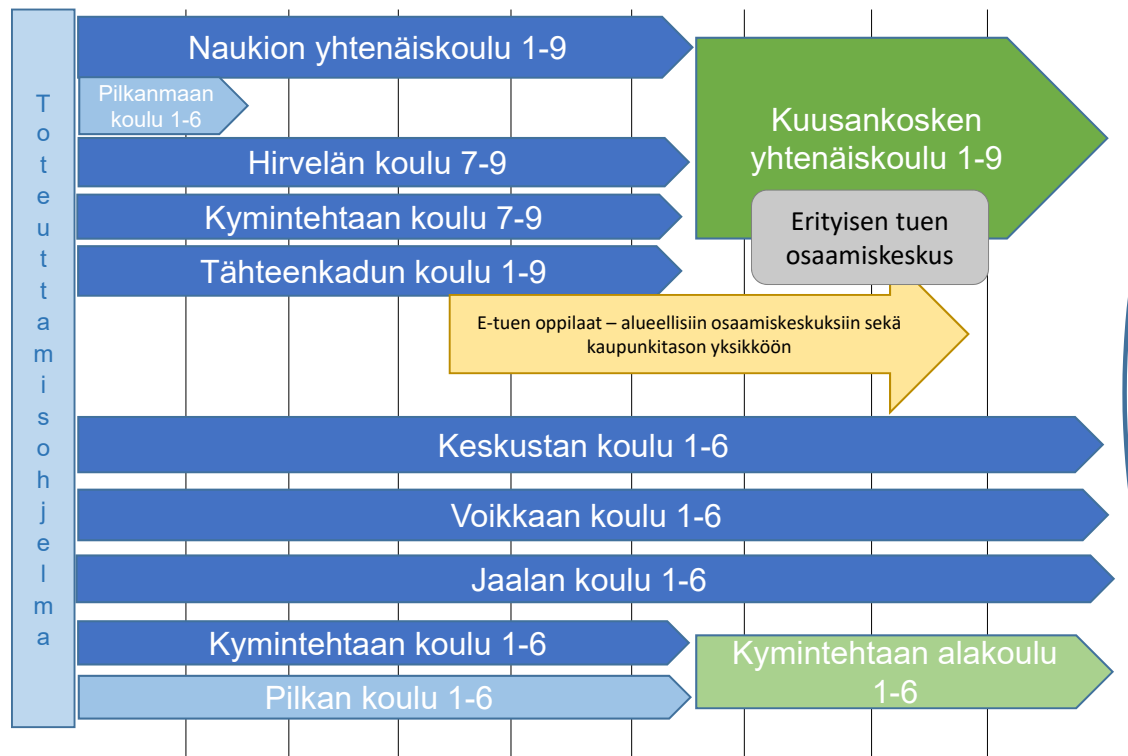 Toteuttamisohjelma
Naukion yhtenäiskoulu 1-9
Pilkanmaan
koulu 1-6
Hirvelän koulu 7-9
Kymintehtaan koulu 7-9
Tähteenkadun koulu 1-9
Kuusankosken
yhtenäiskoulu 1-9
Erityisen tuen
osaamiskeskus
E-tuen oppilaat – alueellisiin osaamiskeskuksiin sekä
kaupunkitason yksikköön
Keskustan koulu 1-6
Voikkaan koulu 1-6
Jaalan koulu 1-6
Kymintehtaan koulu 1-6
Pilkan koulu 1-6
Kymintehtaan alakoulu
1-6